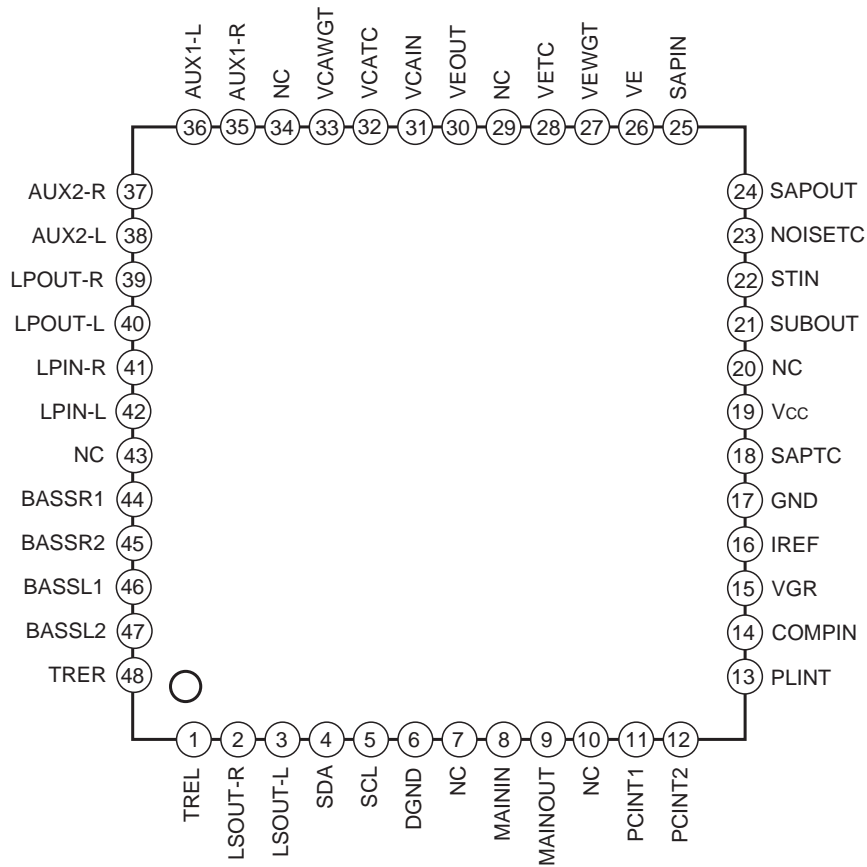 AUX1-L
AUX1-R
NC
VCAWGT
VCATC
VCAIN
VEOUT
NC
VETC
VEWGT
VE
SAPIN
36
35
34
33
32
31
30
29
28
27
26
25
AUX2-R 37
AUX2-L 38
LPOUT-R 39
LPOUT-L 40
LPIN-R 41
LPIN-L 42
NC 43
BASSR1 44
BASSR2 45
BASSL1 46
BASSL2 47
TRER 48
24 SAPOUT
23 NOISETC
22 STIN
21 SUBOUT
20 NC
19 Vcc
18 SAPTC
17 GND
16 IREF
15 VGR
14 COMPIN
13 PLINT
1
2
3
4
5
6
7
8
9
10
11
12
TREL
LSOUT-R
LSOUT-L
SDA
SCL
DGND
NC
MAININ
MAINOUT
NC
PCINT1
PCINT2